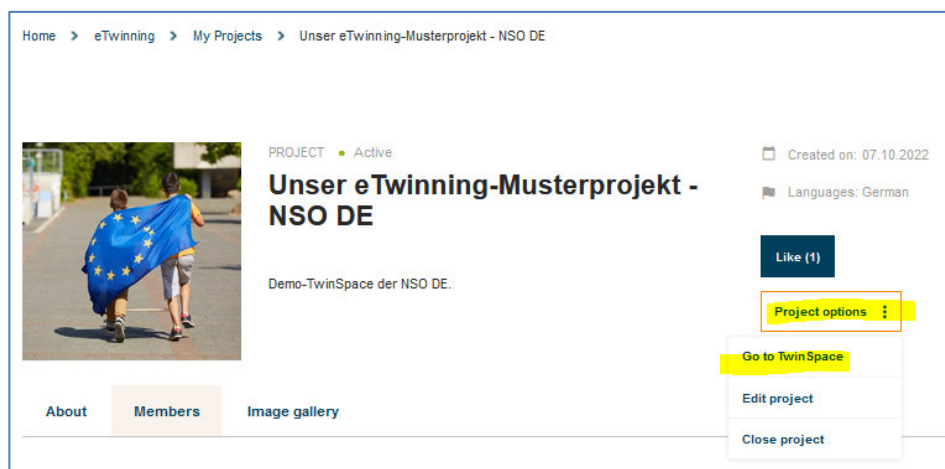 Home > eTwinning > My Projects > Unser eTwinning-Musterprojekt - NSO DE
PROJECT • Active
Unser eTwinning-Musterprojekt -
NSO DE
Demo-TwinSpace der NSO DE.
Created on: 07.10.2022
Languages: German
Like (1)
Project options
Go to TwinSpace
Edit project
Close project
About Members Image gallery